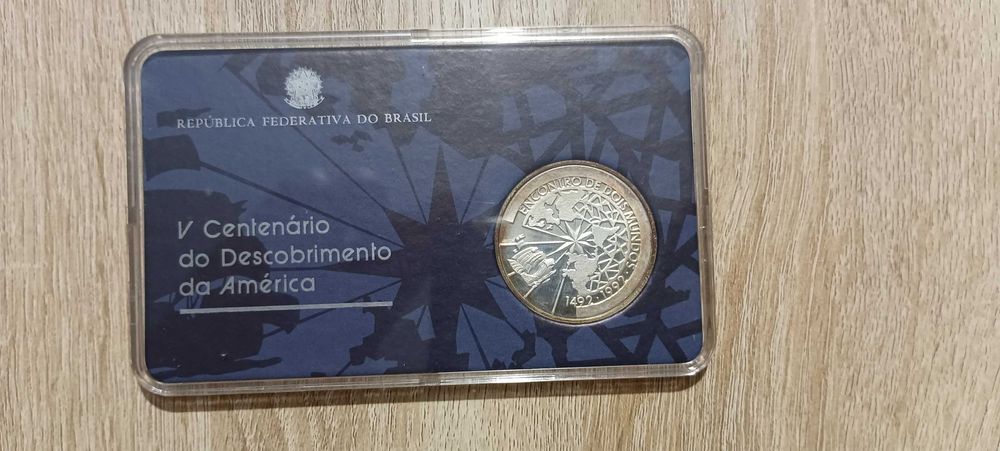 REPÚBLICA FEDERATIVA DO BRASIL
V Centenário
do Descobrimento
da América
ENCONTRO DE DOIS MUNDOS
1492 · 1992